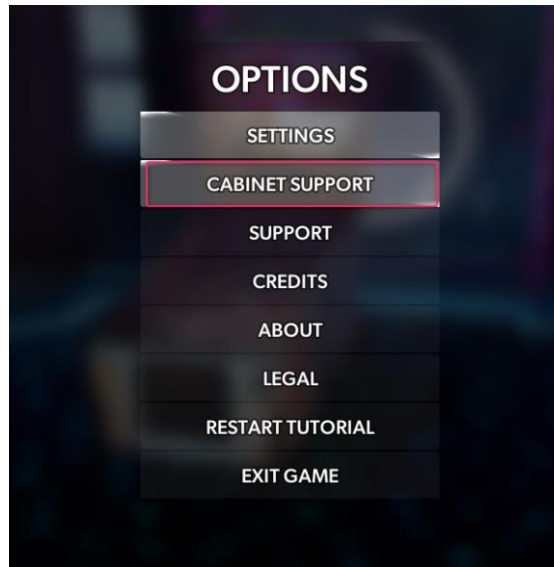 OPTIONS
SETTINGS
CABINET SUPPORT
SUPPORT
CREDITS
ABOUT
LEGAL
RESTART TUTORIAL
EXIT GAME